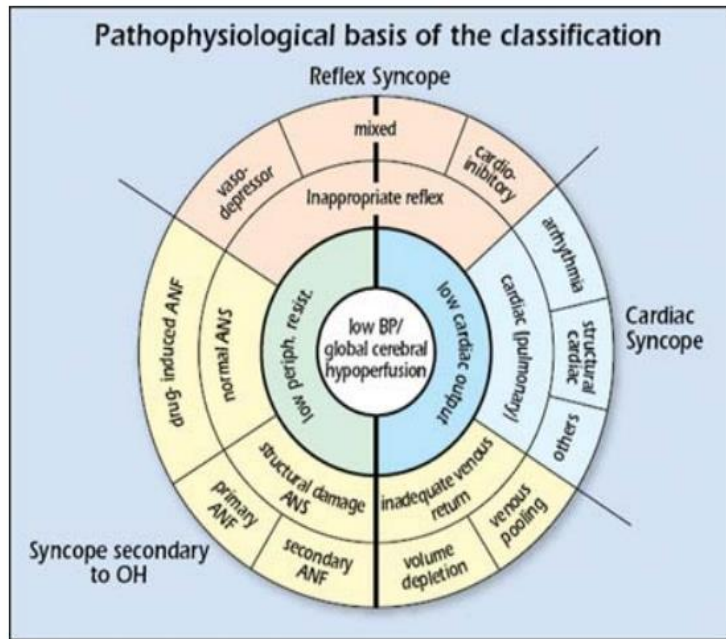 Pathophysiological basis of the classification
Reflex Syncope
mixed
vaso-
depressor
cardio-
inibitory
Inappropriate reflex
drug- induced ANF
normal ANS
low periph. resist.
low BP/
global cerebral
hypoperfusion
low cardiac output
cardiac (pulmonary)
arrhythmia
structural
cardiac
others
Cardiac
Syncope
structural damage
ANS
inadequate venous
return
primary
ANF
secondary
ANF
volume
depletion
venous
pooling
Syncope secondary
to OH